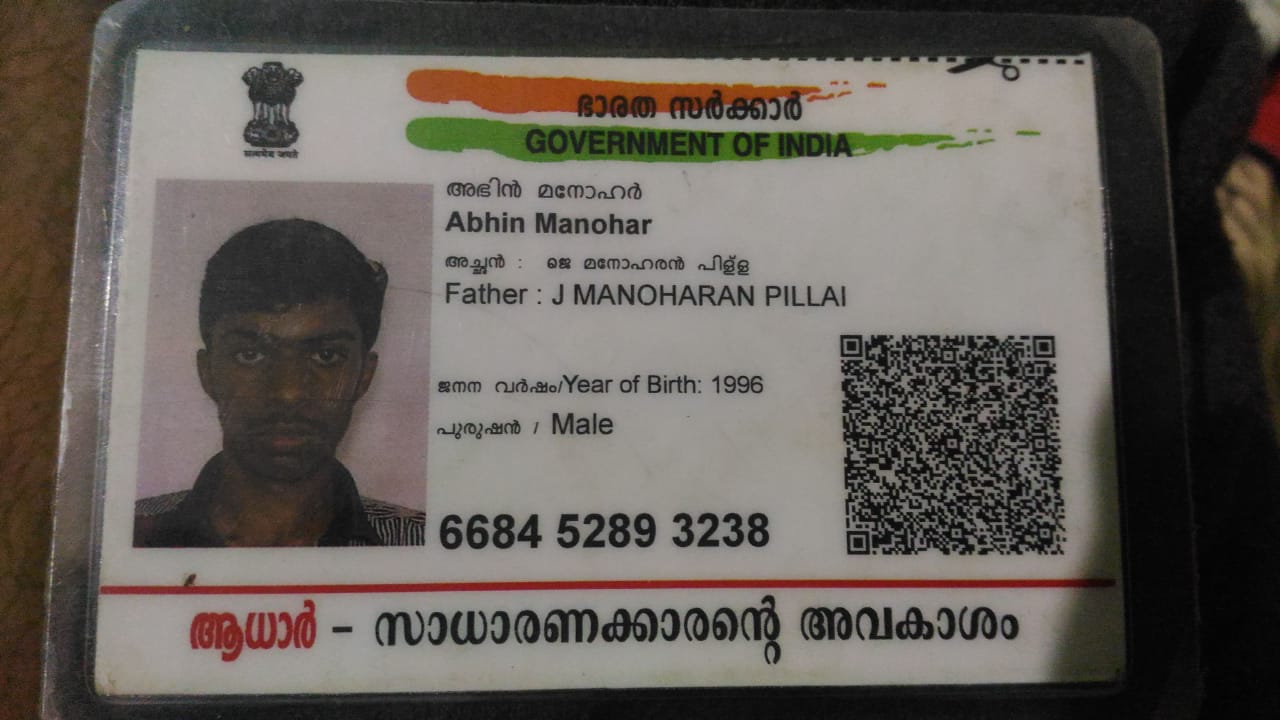 सत्यमेव जयते
ഭാരത സർക്കാർ
GOVERNMENT OF INDIA
അഭിൻ മനോഹർ
Abhin Manohar
അച്ഛൻ : ജെ മനോഹരൻ പിള്ള
Father : J MANOHARAN PILLAI
ജനന വർഷം/Year of Birth: 1996
പുരുഷൻ / Male
6684 5289 3238
ആധാർ - സാധാരണക്കാരന്റെ അവകാശം